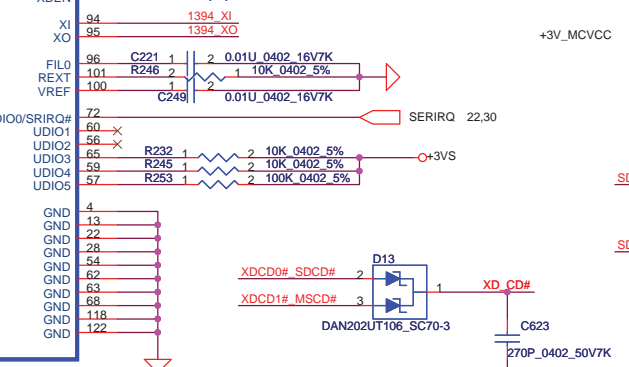 XDEN
XI 94 1394_XI
XO 95 1394_XO
+3V_MCVCC
FIL0 96 C221 1 2 0.01U_0402_16V7K
REXT 101 R246 2 1 10K_0402_5%
VREF 100
C249 1 2 0.01U_0402_16V7K
UDIO0/SRIRQ# 72 SERIRQ 22,30
UDIO1 60
UDIO2 56
UDIO3 65 R232 1 2 10K_0402_5% +3VS
UDIO4 59 R245 1 2 10K_0402_5%
UDIO5 57 R253 1 2 100K_0402_5%
SD
GND 4
GND 13
GND 22
GND 28
SD
GND 54
GND 62
GND 63
GND 68
GND 118
GND 122
D13
XDCD0#_SDCD# 2
1 XD_CD#
XDCD1#_MSCD# 3
DAN202UT106_SC70-3
C623
270P_0402_50V7K